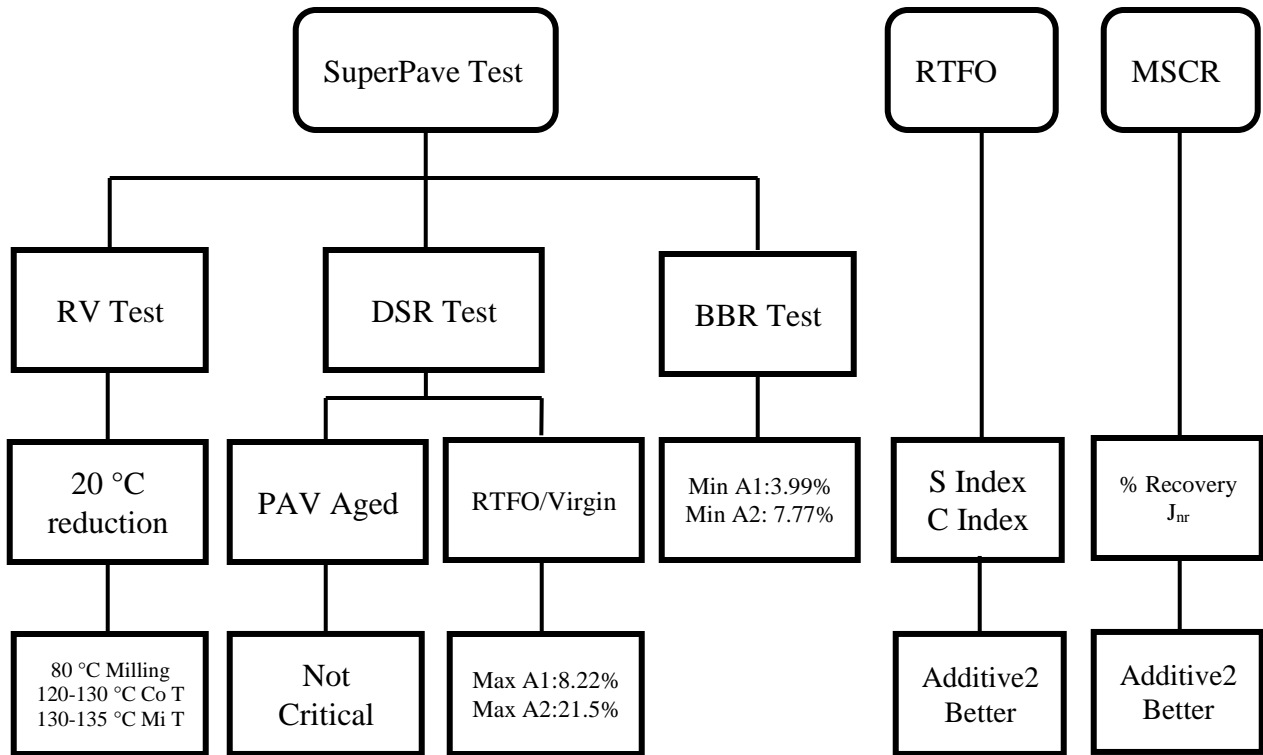 SuperPave Test
RTFO
MSCR
RV Test
DSR Test
BBR Test
20 °C
reduction
PAV Aged
RTFO/Virgin
Min A1:3.99%
Min A2: 7.77%
S Index
C Index
% Recovery
Jnr
80 °C Milling
120-130 °C Co T
130-135 °C Mi T
Not
Critical
Max A1:8.22%
Max A2:21.5%
Additive2
Better
Additive2
Better